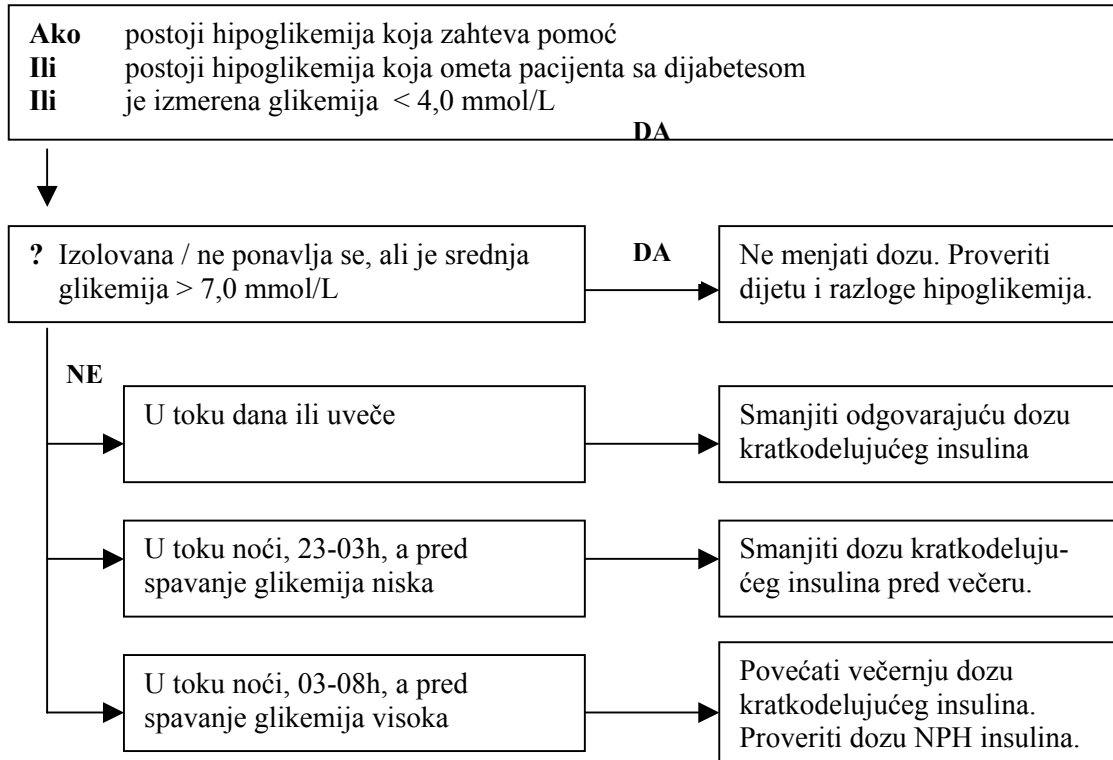 Ako postoji hipoglikemija koja zahteva pomoć
Ili postoji hipoglikemija koja ometa pacijenta sa dijabetesom
Ili je izmerena glikemija < 4,0 mmol/L
DA
? Izolovana / ne ponavlja se, ali je srednja
glikemija > 7,0 mmol/L
DA
Ne menjati dozu. Proveriti
dijetu i razloge hipoglikemija.
NE
U toku dana ili uveče
Smanjiti odgovarajuću dozu
kratkodelujućeg insulina
U toku noći, 23-03h, a pred
spavanje glikemija niska
Smanjiti dozu kratkodeluju-
ćeg insulina pred večeru.
U toku noći, 03-08h, a pred
spavanje glikemija visoka
Povećati večernju dozu
kratkodelujućeg insulina.
Proveriti dozu NPH insulina.